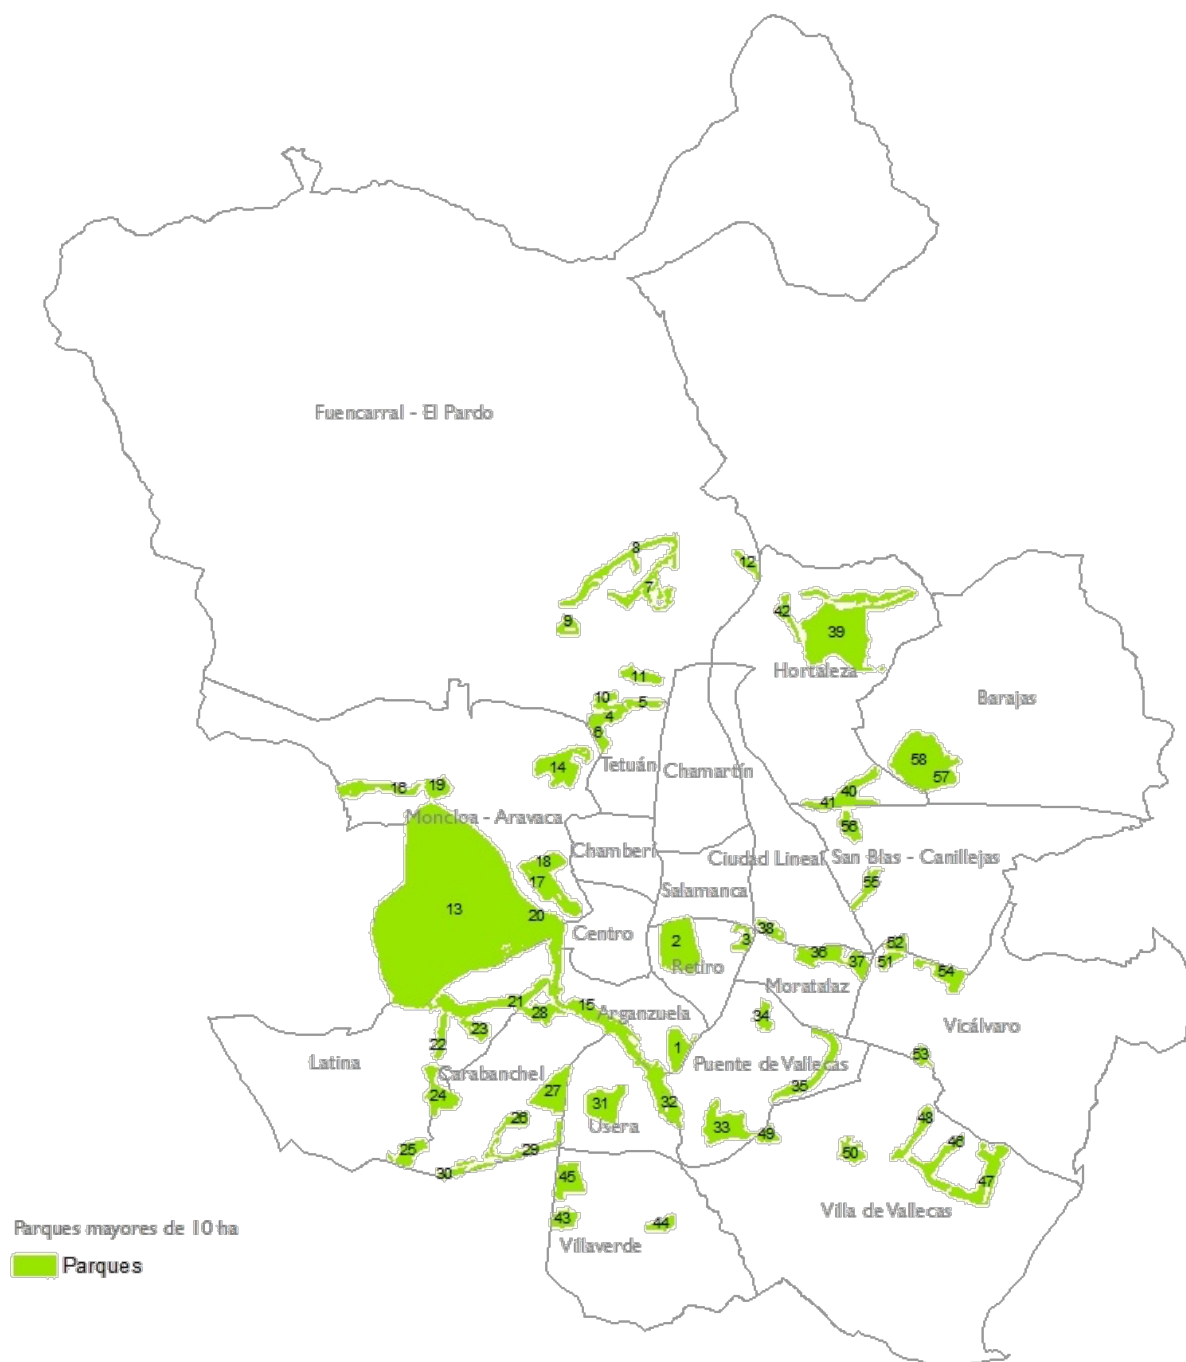 Fuencarral - El Pardo
8
12
7
42
9
39
Hortaleza
11
Barajas
10
5
4
6
Tetuán
Chamartín
14
58
57
16
19
40
41
Moncloa - Aravaca
56
Chamberí
18
Ciudad Lineal
San Blas - Canillejas
17
55
Salamanca
13
20
Centro
38
2
3
52
Retiro
36
37
51
54
Moratalaz
21
15
28
Arganzuela
34
Vicálvaro
23
22
1
53
Latina
Puente de Vallecas
Carabanchel
27
35
24
31
32
26
Usera
48
33
49
46
25
29
50
30
45
47
Villa de Vallecas
43
44
Villaverde
Parques mayores de 10 ha
Parques